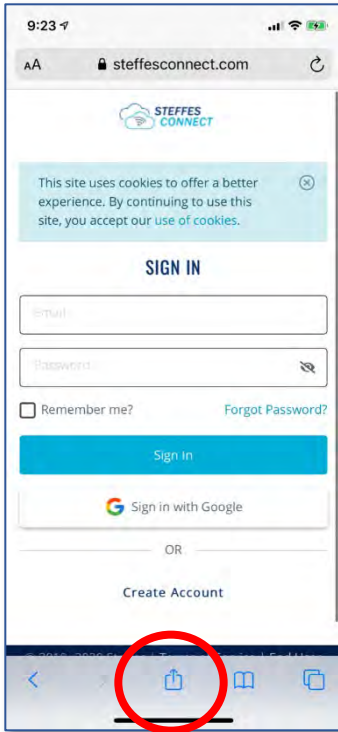 9:23
AA steffesconnect.com
STEFFES
CONNECT
This site uses cookies to offer a better
experience. By continuing to use this
site, you accept our use of cookies.
SIGN IN
Email
Password
Remember me? Forgot Password?
Sign In
G Sign in with Google
OR
Create Account